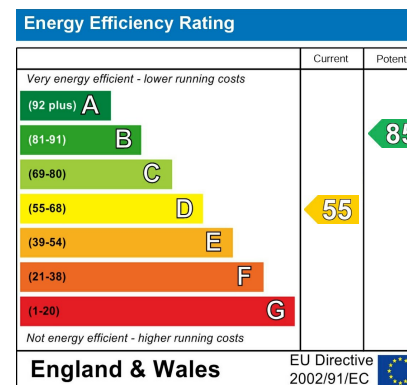 Energy Efficiency Rating
Current Potent
Very energy efficient - lower running costs
(92 plus) A
(81-91) B 85
(69-80) C
(55-68) D 55
(39-54) E
(21-38) F
(1-20) G
Not energy efficient - higher running costs
England & Wales
EU Directive
2002/91/EC